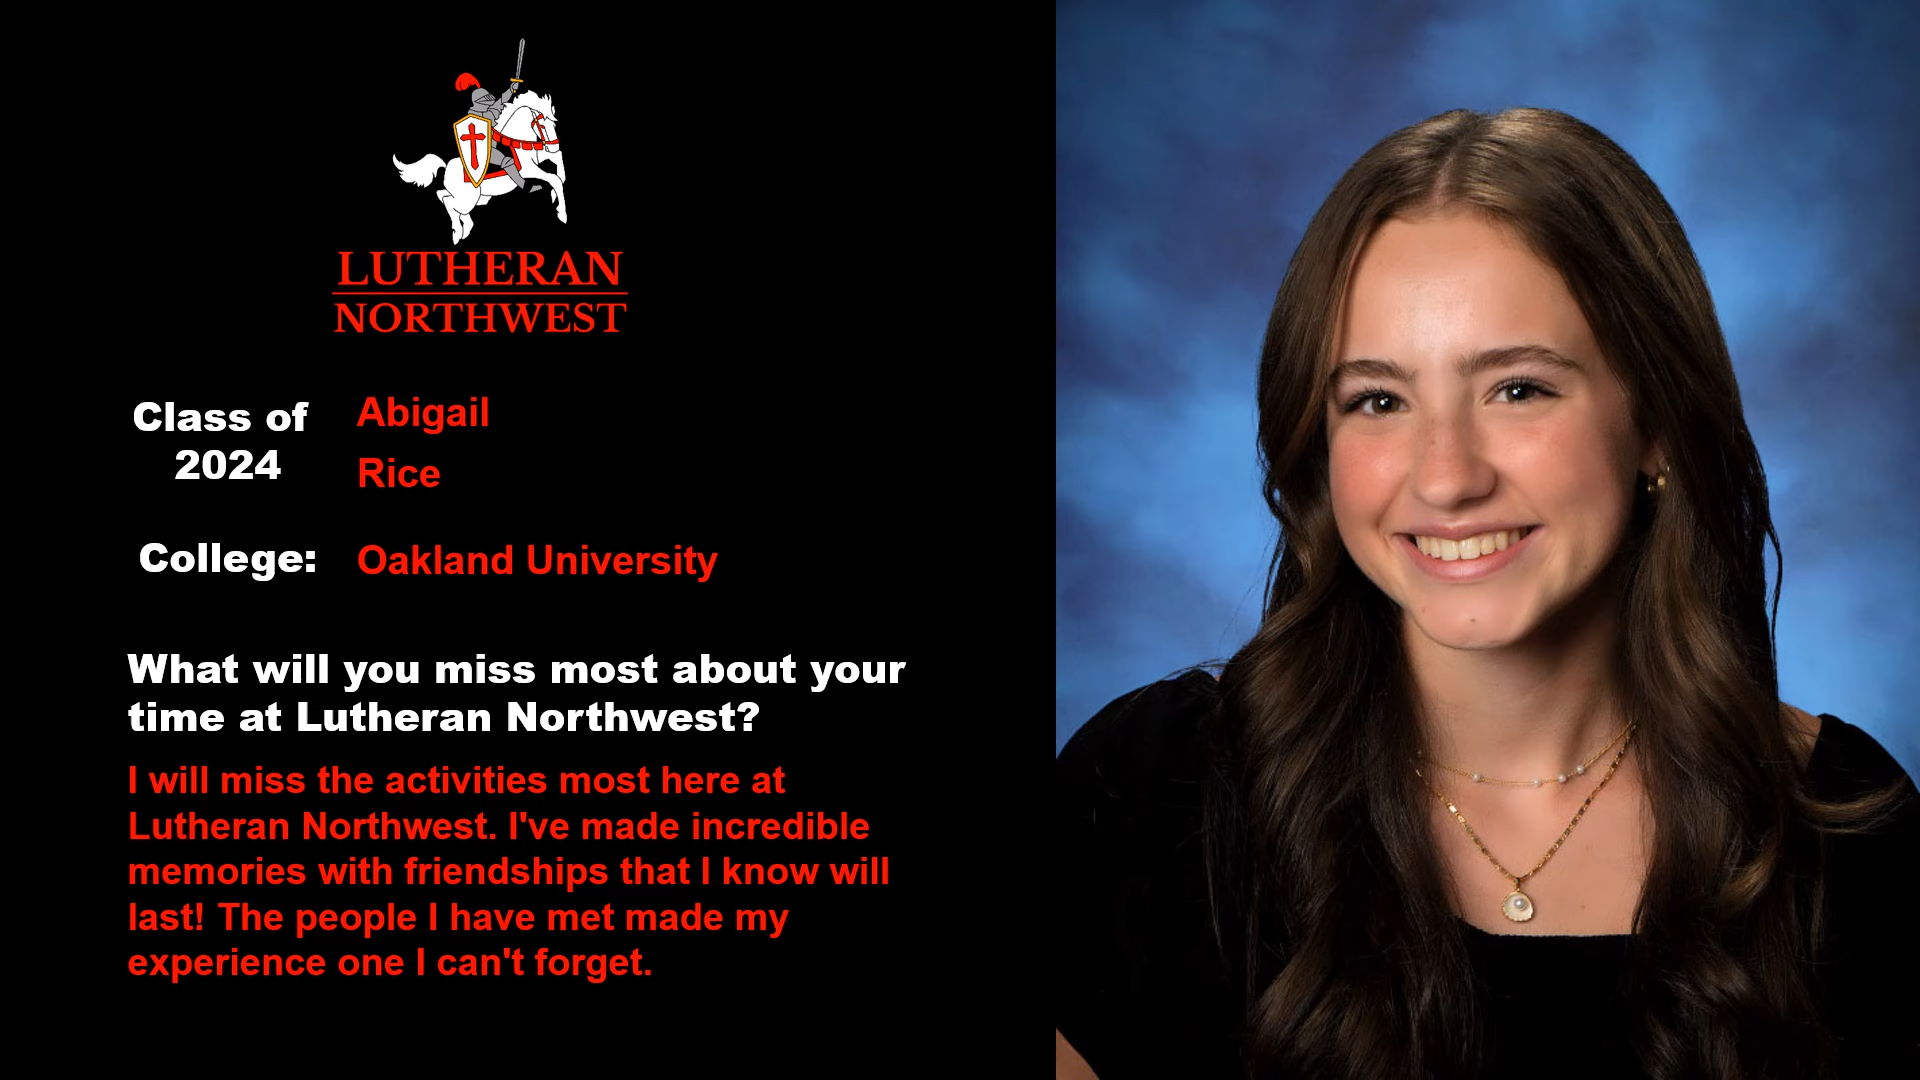 LUTHERAN
NORTHWEST
Class of
2024
Abigail
Rice
College:
Oakland University
What will you miss most about your
time at Lutheran Northwest?
I will miss the activities most here at
Lutheran Northwest. I've made incredible
memories with friendships that I know will
last! The people I have met made my
experience one I can't forget.